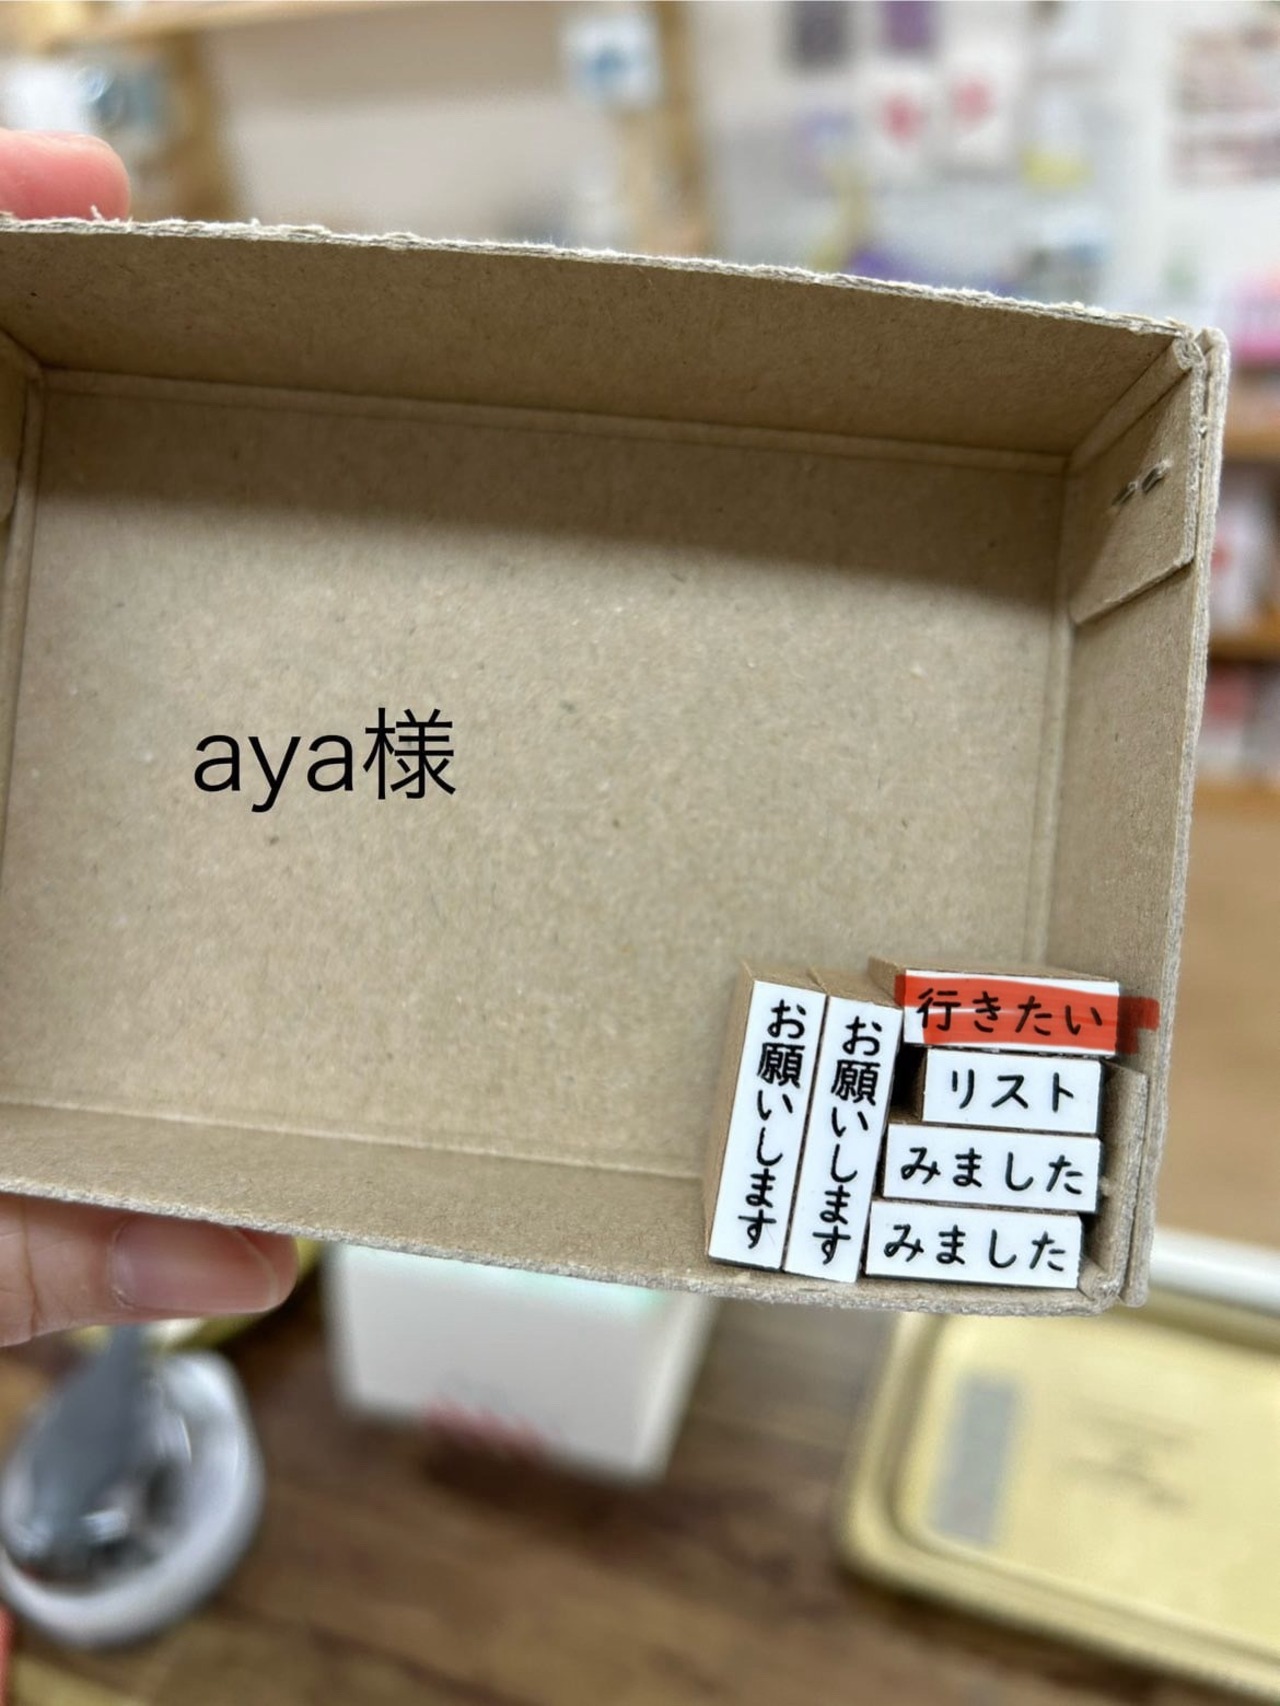 aya様
お願いします
お願いします
行きたい
リスト
みました
みました